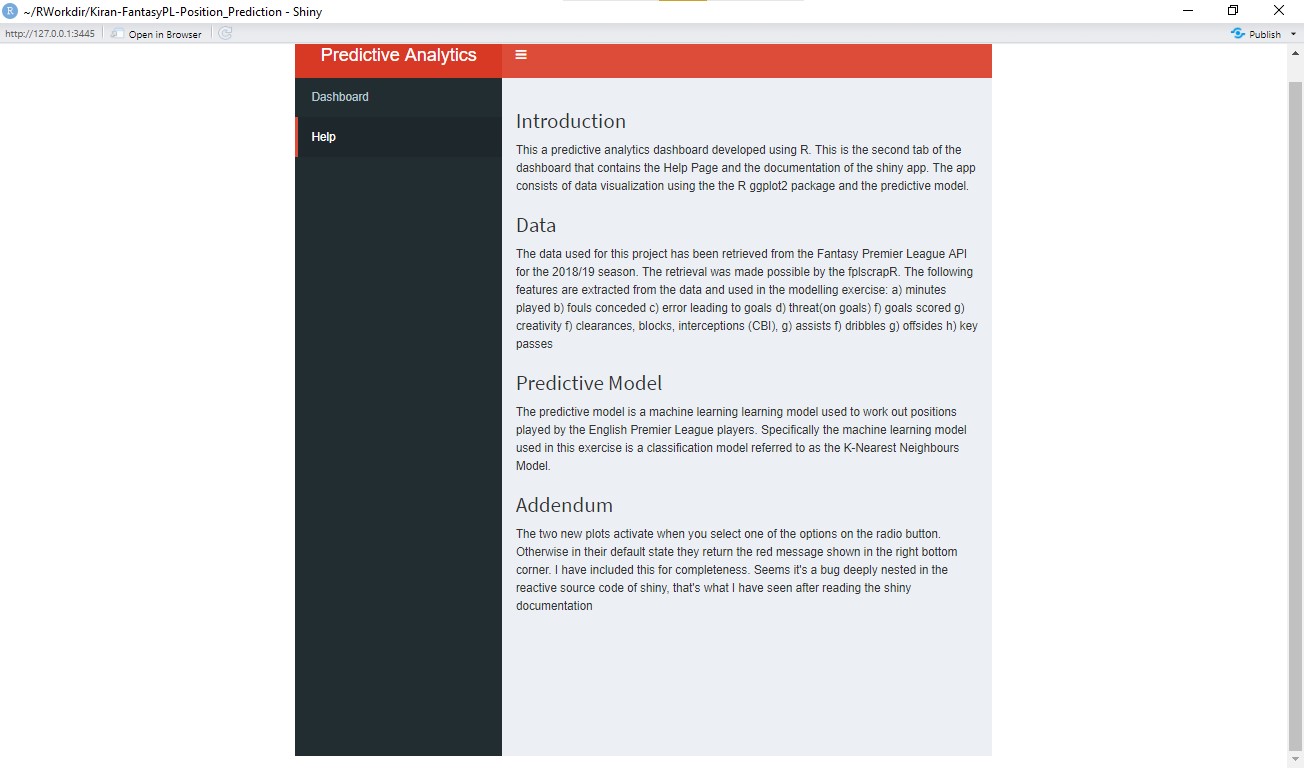 ~/RWorkdir/Kiran-FantasyPL-Position_Prediction - Shiny
http://127.0.0.1:3445
Open in Browser
Publish
Predictive Analytics
Dashboard
Help
Introduction
This a predictive analytics dashboard developed using R. This is the second tab of the
dashboard that contains the Help Page and the documentation of the shiny app. The app
consists of data visualization using the the R ggplot2 package and the predictive model.
Data
The data used for this project has been retrieved from the Fantasy Premier League API
for the 2018/19 season. The retrieval was made possible by the fplscrapR. The following
features are extracted from the data and used in the modelling exercise: a) minutes
played b) fouls conceded c) error leading to goals d) threat(on goals) f) goals scored g)
creativity f) clearances, blocks, interceptions (CBI), g) assists f) dribbles g) offsides h) key
passes
Predictive Model
The predictive model is a machine learning learning model used to work out positions
played by the English Premier League players. Specifically the machine learning model
used in this exercise is a classification model referred to as the K-Nearest Neighbours
Model.
Addendum
The two new plots activate when you select one of the options on the radio button.
Otherwise in their default state they return the red message shown in the right bottom
corner. I have included this for completeness. Seems it's a bug deeply nested in the
reactive source code of shiny, that's what I have seen after reading the shiny
documentation